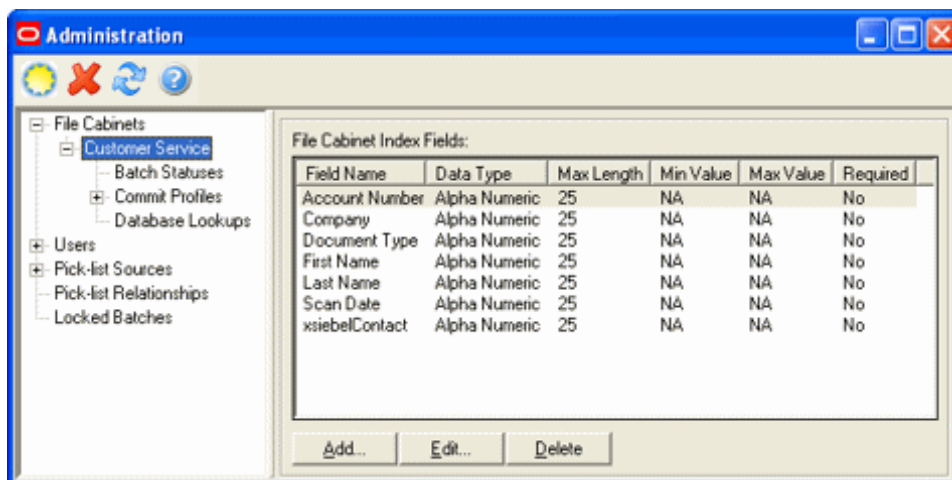 Administration
File Cabinets
Customer Service
Batch Statuses
Commit Profiles
Database Lookups
Users
Pick-list Sources
Pick-list Relationships
Locked Batches
File Cabinet Index Fields:
Field Name Data Type Max Length Min Value Max Value Required
Account Number Alpha Numeric 25 NA NA No
Company Alpha Numeric 25 NA NA No
Document Type Alpha Numeric 25 NA NA No
First Name Alpha Numeric 25 NA NA No
Last Name Alpha Numeric 25 NA NA No
Scan Date Alpha Numeric 25 NA NA No
xsiebelContact Alpha Numeric 25 NA NA No
Add... Edit... Delete